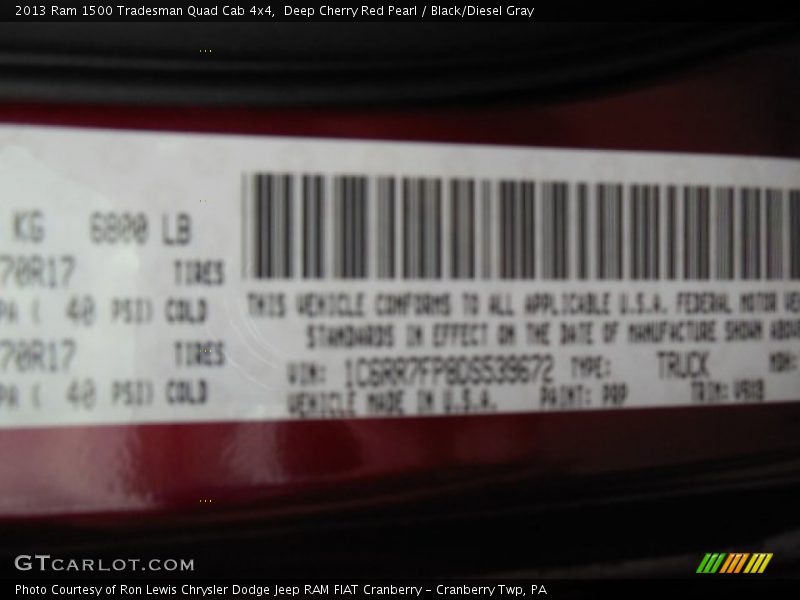 2013 Ram 1500 Tradesman Quad Cab 4x4, Deep Cherry Red Pearl / Black/Diesel Gray
KG 6800 LB
70R17 TIRES
PA ( 40 PSI) COLD
70R17 TIRES
PA ( 40 PSI) COLD
THIS VEHICLE CONFORMS TO ALL APPLICABLE U.S.A. FEDERAL MOTOR VE
STANDARDS IN EFFECT ON THE DATE OF MANUFACTURE SHOWN ABOVE
VIN: 1C6RR7FP8DS539672 TYPE: TRUCK MDH:
VEHICLE MADE IN U.S.A. PAINT: PRP TRIM: V9X8
GTCARLOT.COM
Photo Courtesy of Ron Lewis Chrysler Dodge Jeep RAM FIAT Cranberry - Cranberry Twp, PA